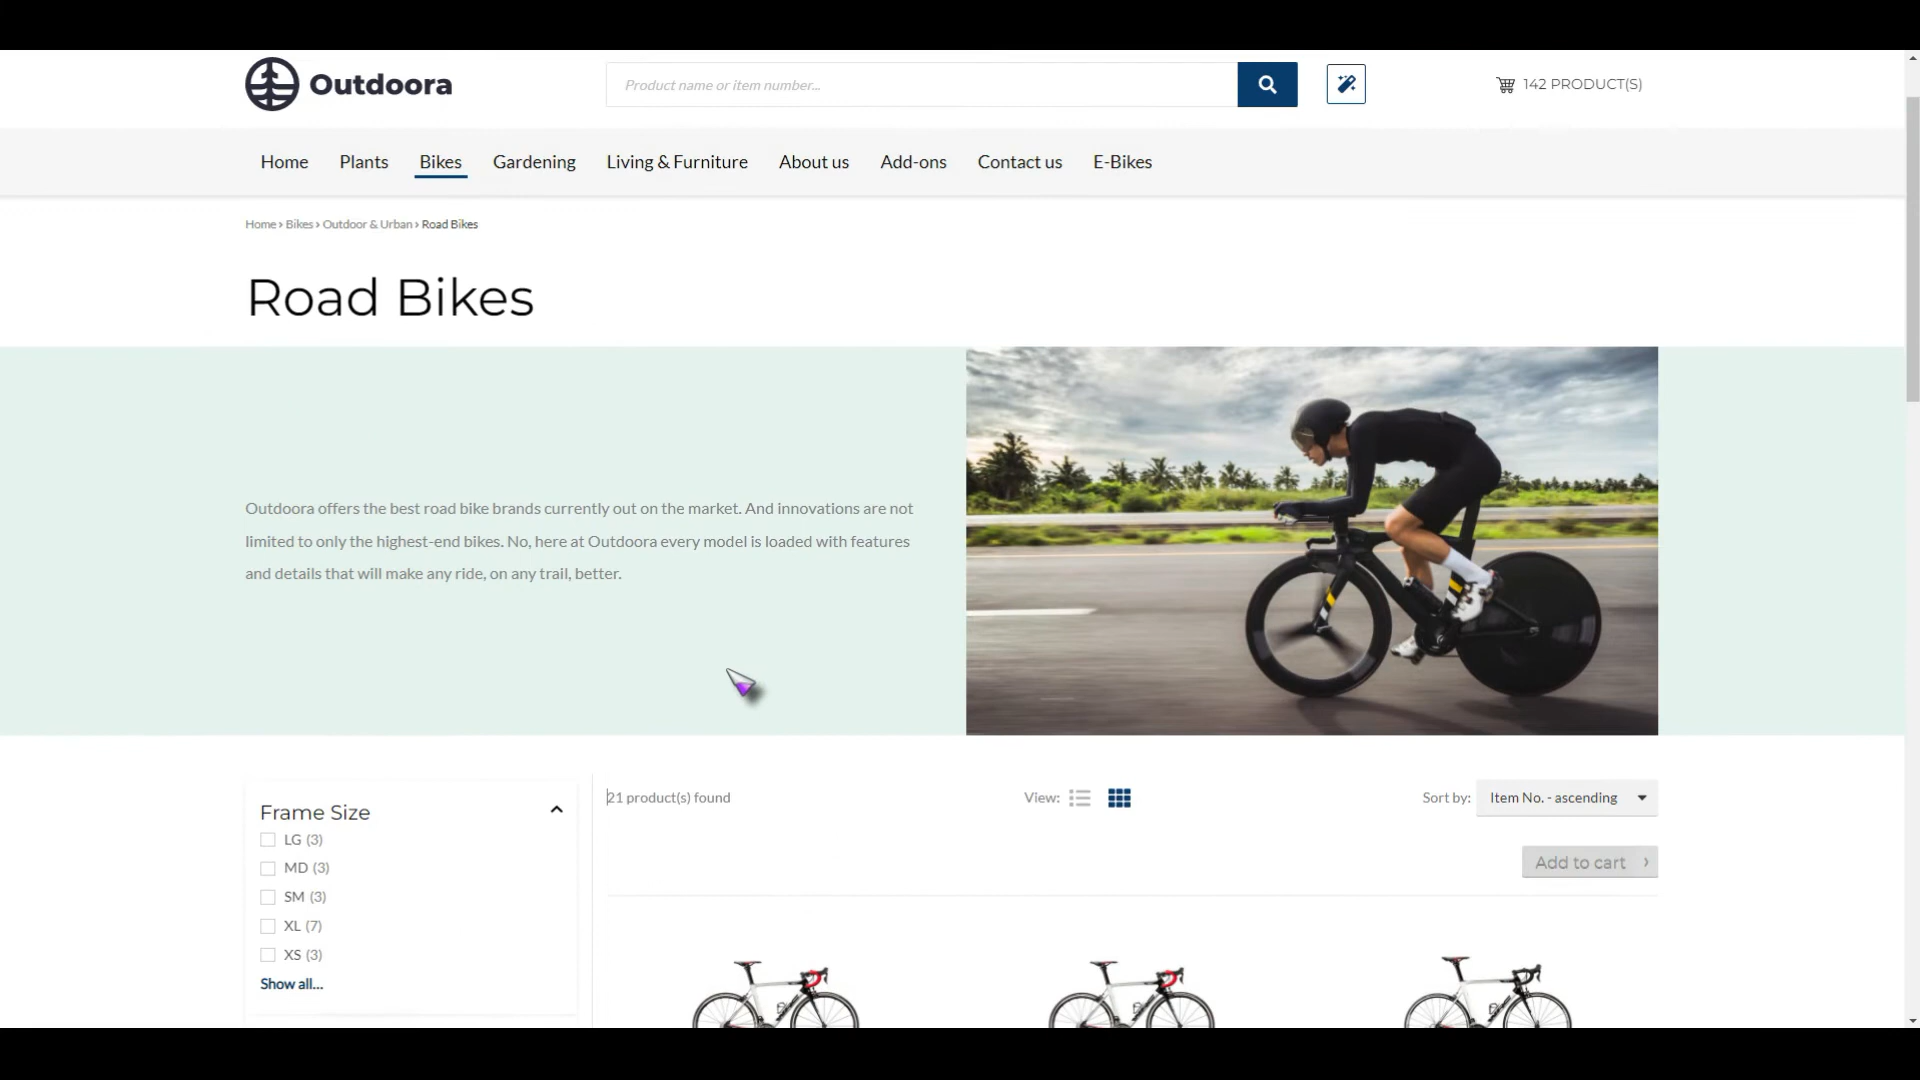 Outdoora
Product name or item number...
142 PRODUCT(S)
Home Plants Bikes Gardening Living & Furniture About us Add-ons Contact us E-Bikes
Home › Bikes › Outdoor & Urban › Road Bikes
Road Bikes
Outdoora offers the best road bike brands currently out on the market. And innovations are not
limited to only the highest-end bikes. No, here at Outdoora every model is loaded with features
and details that will make any ride, on any trail, better.
Frame Size
LG (3)
MD (3)
SM (3)
XL (7)
XS (3)
Show all...
21 product(s) found
View:
Sort by: Item No. - ascending
Add to cart ›